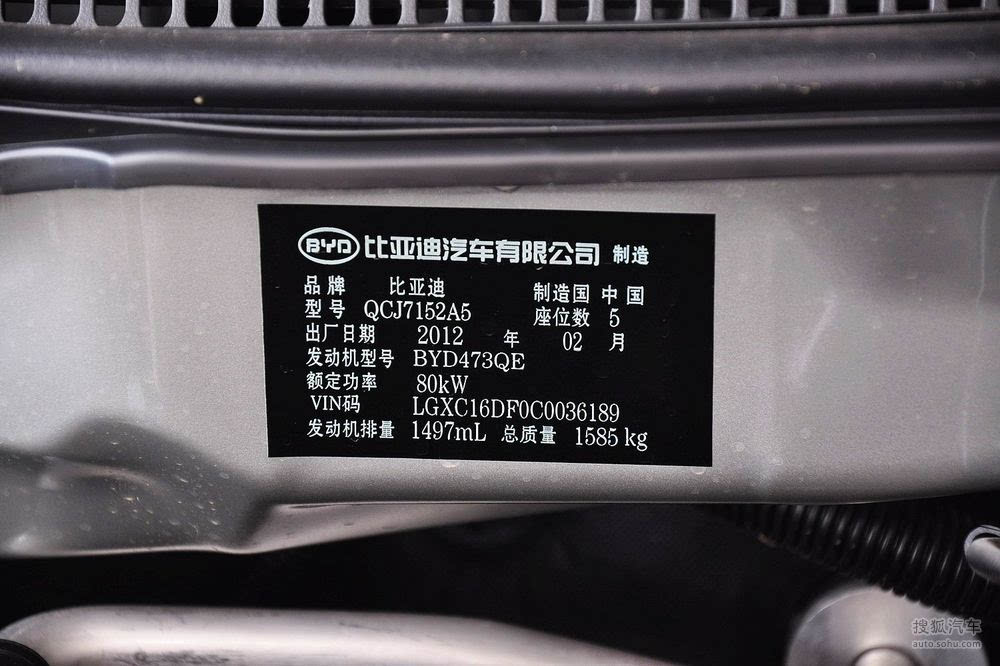 BYD 比亚迪汽车有限公司 制造
品牌 比亚迪 制造国 中国
型号 QCJ7152A5 座位数 5
出厂日期 2012 年 02 月
发动机型号 BYD473QE
额定功率 80kW
VIN码 LGXC16DF0C0036189
发动机排量 1497mL 总质量 1585 kg
搜狐汽车
auto.sohu.com